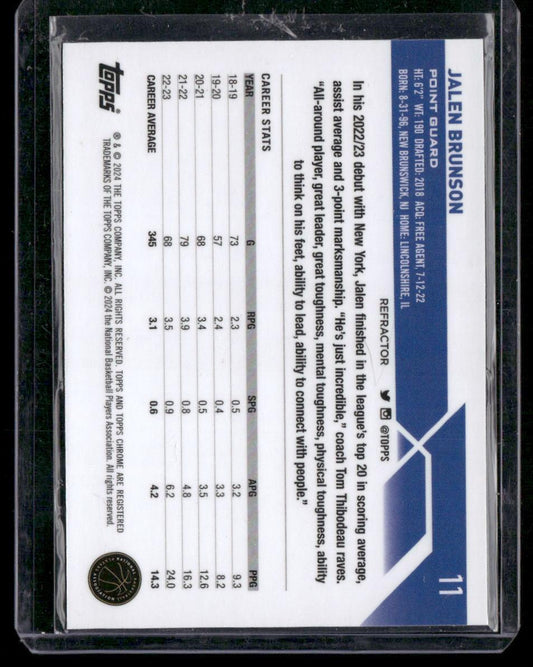 JALEN BRUNSON
11
POINT GUARD
HT: 6'2" WT: 190 DRAFTED: 2018 ACQ: FREE AGENT, 7-12-22
BORN: 8-31-96, NEW BRUNSWICK, NJ HOME: LINCOLNSHIRE, IL
REFRACTOR @TOPPS
In his 2022/23 debut with New York, Jalen finished in the league's top 20 in scoring average,
assist average and 3-point marksmanship. "He's just incredible," coach Tom Thibodeau raves.
"All-around player, great leader, great toughness, mental toughness, physical toughness, ability
to think on his feet, ability to lead, ability to connect with people."
CAREER STATS
YEAR G RPG SPG APG PPG
18-19 73 2.3 0.5 3.2 9.3
19-20 57 2.4 0.4 3.3 8.2
20-21 68 3.4 0.5 3.5 12.6
21-22 79 3.9 0.8 4.8 16.3
22-23 68 3.5 0.9 6.2 24.0
CAREER AVERAGE 345 3.1 0.6 4.2 14.3
topps
® & © 2024 THE TOPPS COMPANY, INC. ALL RIGHTS RESERVED. TOPPS AND TOPPS CHROME ARE REGISTERED
TRADEMARKS OF THE TOPPS COMPANY, INC. © 2024 the National Basketball Players Association. All rights reserved.